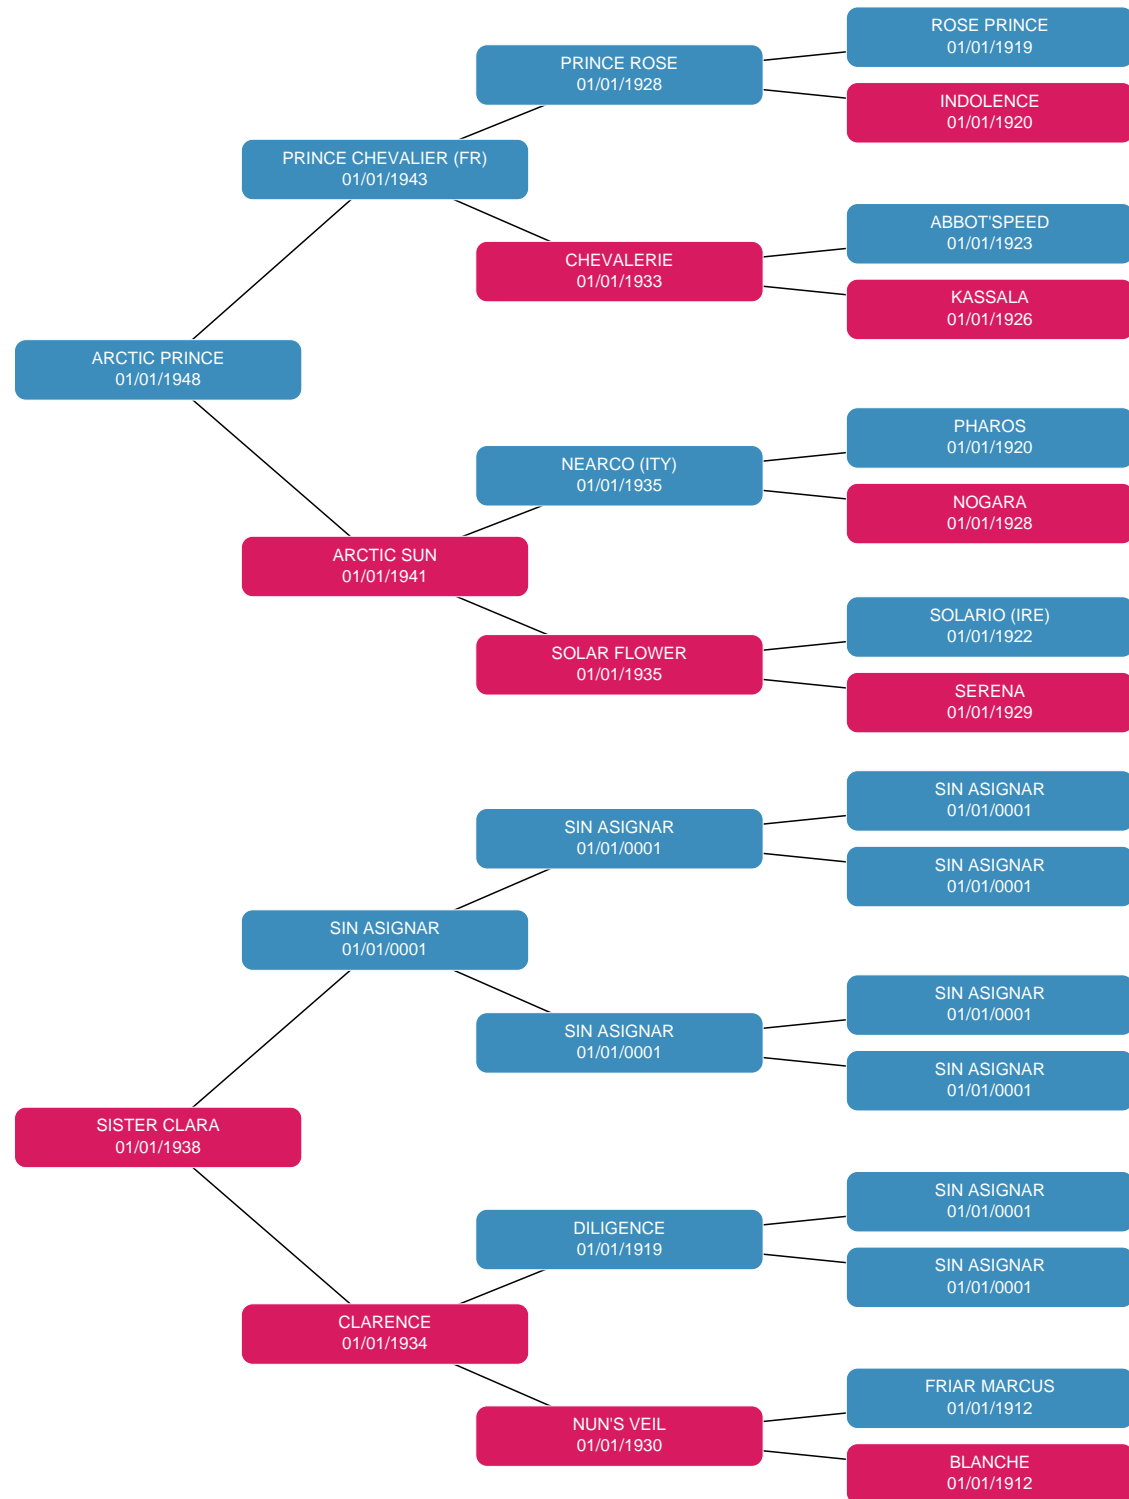 ROSE PRINCE
01/01/1919
PRINCE ROSE
01/01/1928
INDOLENCE
01/01/1920
PRINCE CHEVALIER (FR)
01/01/1943
ABBOT'SPEED
01/01/1923
CHEVALERIE
01/01/1933
KASSALA
01/01/1926
ARCTIC PRINCE
01/01/1948
PHAROS
01/01/1920
NEARCO (ITY)
01/01/1935
NOGARA
01/01/1928
ARCTIC SUN
01/01/1941
SOLARIO (IRE)
01/01/1922
SOLAR FLOWER
01/01/1935
SERENA
01/01/1929
SIN ASIGNAR
01/01/0001
SIN ASIGNAR
01/01/0001
SIN ASIGNAR
01/01/0001
SIN ASIGNAR
01/01/0001
SIN ASIGNAR
01/01/0001
SIN ASIGNAR
01/01/0001
SIN ASIGNAR
01/01/0001
SISTER CLARA
01/01/1938
SIN ASIGNAR
01/01/0001
DILIGENCE
01/01/1919
SIN ASIGNAR
01/01/0001
CLARENCE
01/01/1934
FRIAR MARCUS
01/01/1912
NUN'S VEIL
01/01/1930
BLANCHE
01/01/1912